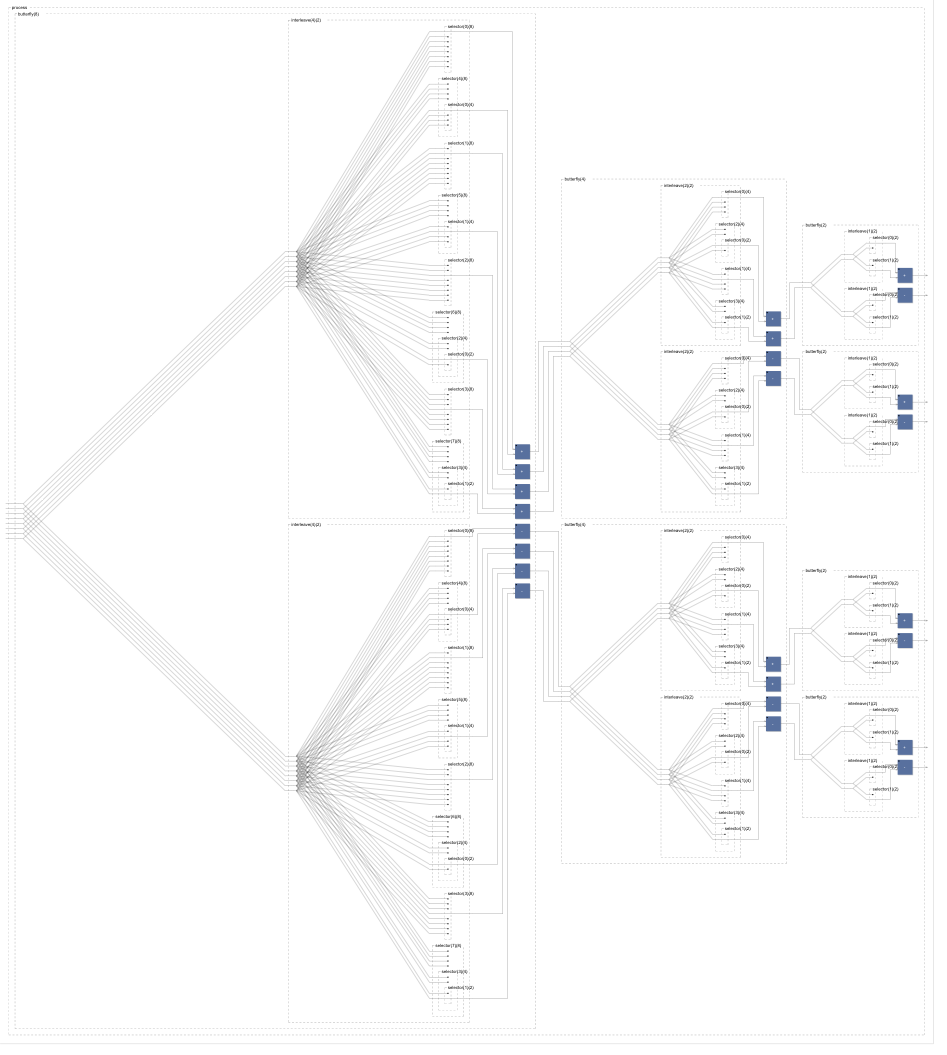 process
butterfly(8)
interleave(4)(2)
selector(0)(8)
selector(4)(8)
selector(0)(4)
selector(1)(8)
selector(5)(8)
selector(1)(4)
selector(2)(8)
selector(6)(8)
selector(2)(4)
selector(0)(2)
selector(3)(8)
selector(7)(8)
selector(3)(4)
selector(1)(2)
interleave(4)(2)
selector(0)(8)
selector(4)(8)
selector(0)(4)
selector(1)(8)
selector(5)(8)
selector(1)(4)
selector(2)(8)
selector(6)(8)
selector(2)(4)
selector(0)(2)
selector(3)(8)
selector(7)(8)
selector(3)(4)
selector(1)(2)
+
+
+
+
-
-
-
-
butterfly(4)
interleave(2)(2)
selector(0)(4)
selector(2)(4)
selector(0)(2)
selector(1)(4)
selector(3)(4)
selector(1)(2)
interleave(2)(2)
selector(0)(4)
selector(2)(4)
selector(0)(2)
selector(1)(4)
selector(3)(4)
selector(1)(2)
+
+
-
-
butterfly(2)
interleave(1)(2)
selector(0)(2)
selector(1)(2)
interleave(1)(2)
selector(0)(2)
selector(1)(2)
+
-
butterfly(2)
interleave(1)(2)
selector(0)(2)
selector(1)(2)
interleave(1)(2)
selector(0)(2)
selector(1)(2)
+
-
butterfly(4)
interleave(2)(2)
selector(0)(4)
selector(2)(4)
selector(0)(2)
selector(1)(4)
selector(3)(4)
selector(1)(2)
interleave(2)(2)
selector(0)(4)
selector(2)(4)
selector(0)(2)
selector(1)(4)
selector(3)(4)
selector(1)(2)
+
+
-
-
butterfly(2)
interleave(1)(2)
selector(0)(2)
selector(1)(2)
interleave(1)(2)
selector(0)(2)
selector(1)(2)
+
-
butterfly(2)
interleave(1)(2)
selector(0)(2)
selector(1)(2)
interleave(1)(2)
selector(0)(2)
selector(1)(2)
+
-